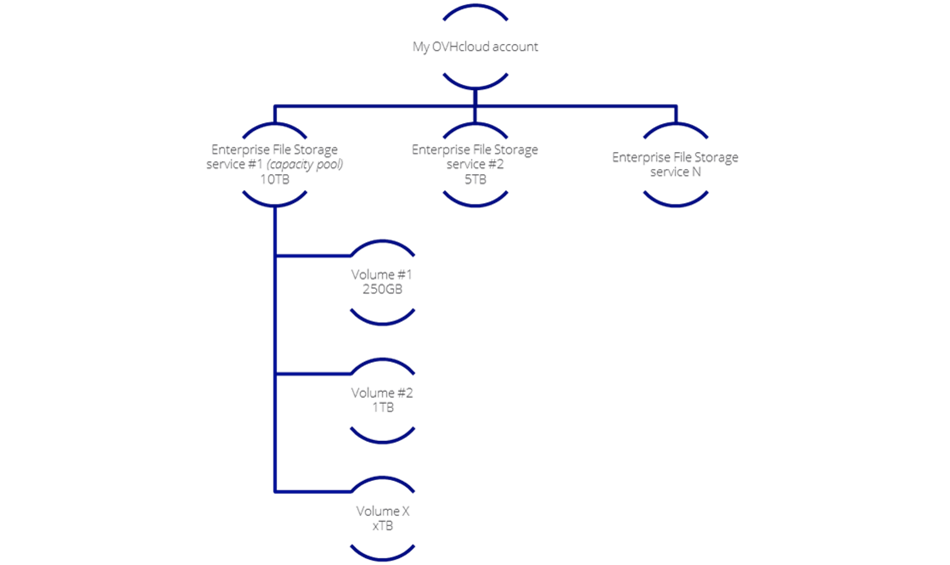 My OVHcloud account
Enterprise File Storage
service #1 (capacity pool)
10TB
Enterprise File Storage
service #2
5TB
Enterprise File Storage
service N
Volume #1
250GB
Volume #2
1TB
Volume X
xTB